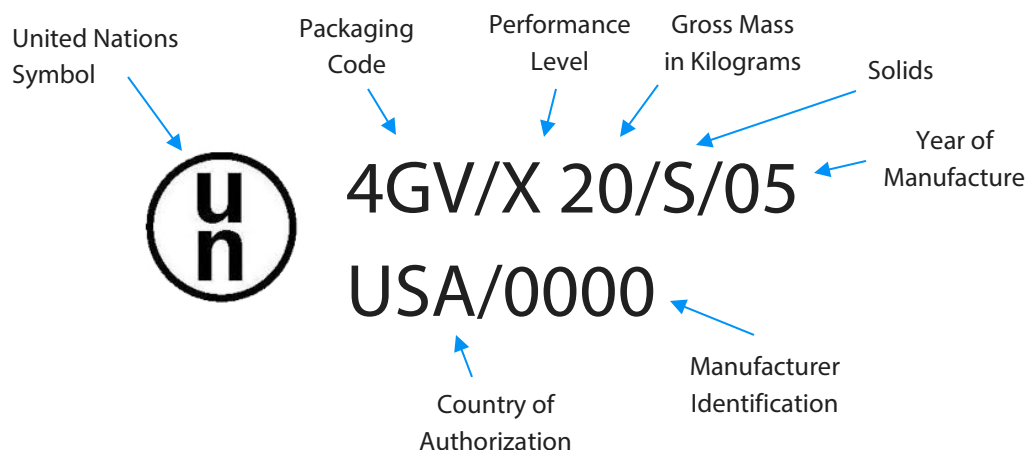 United Nations
Symbol
Packaging
Code
Performance
Level
Gross Mass
in Kilograms
Solids
Year of
Manufacture
un
4GV/X 20/S/05
USA/0000
Country of
Authorization
Manufacturer
Identification